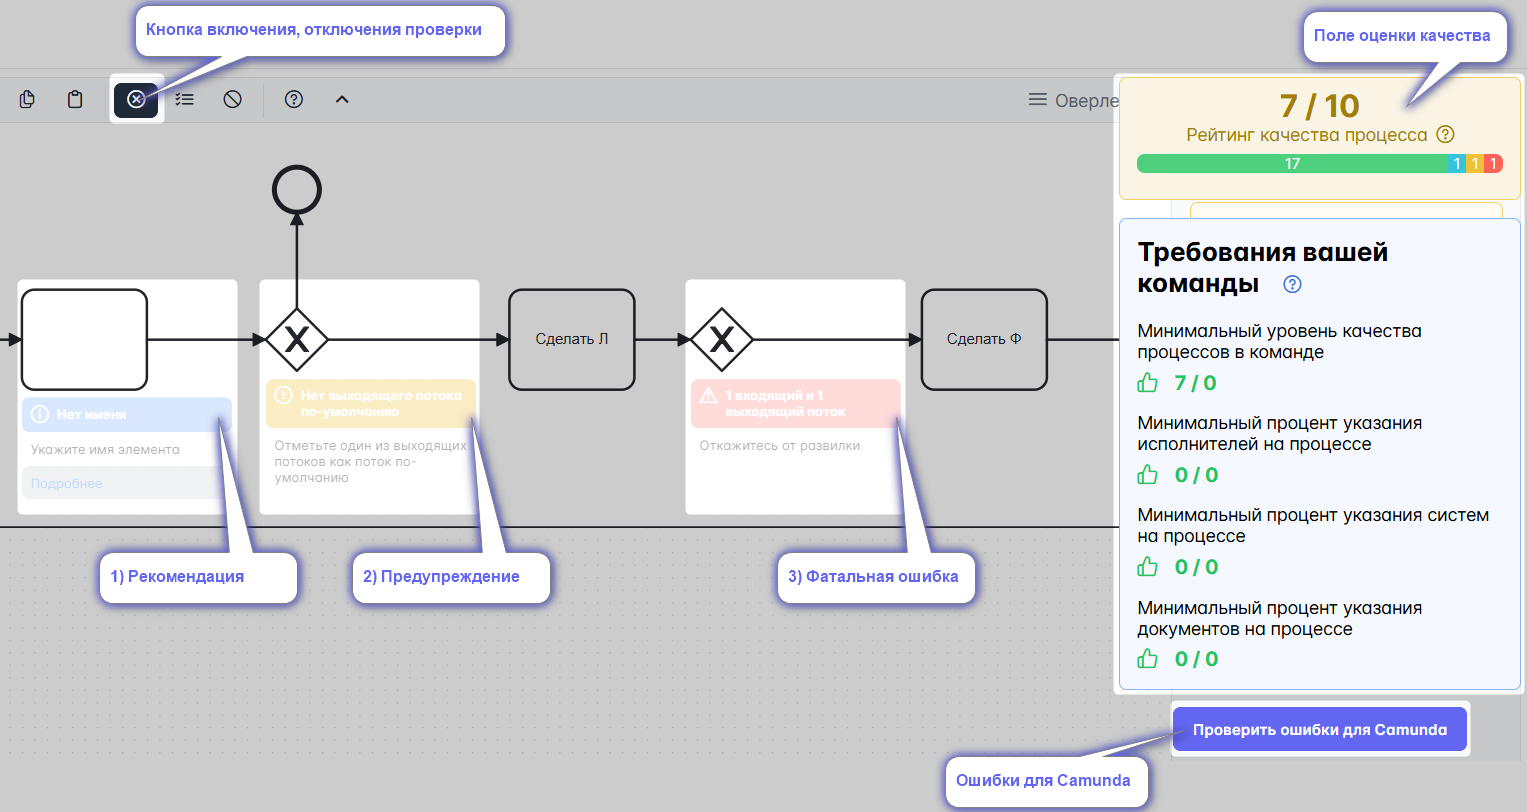 Кнопка включения, отключения проверки
Поле оценки качества
Оверле
7 / 10
Рейтинг качества процесса
17 1 1 1
Требования вашей
команды
Минимальный уровень качества
процессов в команде
7 / 0
Минимальный процент указания
исполнителей на процессе
0 / 0
Минимальный процент указания систем
на процессе
0 / 0
Минимальный процент указания
документов на процессе
0 / 0
Сделать Л
Сделать Ф
Нет имени
Укажите имя элемента
Подробнее
Нет выходящего потока
по-умолчанию
Отметьте один из выходящих
потоков как поток по-
умолчанию
1 входящий и 1
выходящий поток
Откажитесь от развилки
1) Рекомендация
2) Предупреждение
3) Фатальная ошибка
Проверить ошибки для Camunda
Ошибки для Camunda